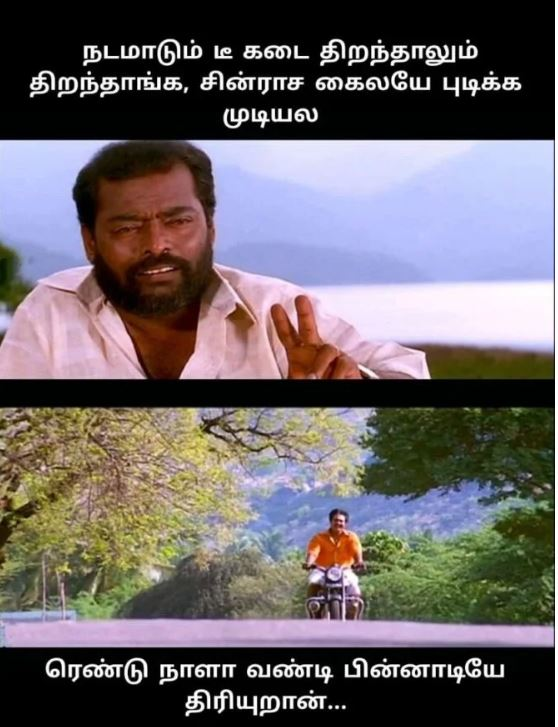 நடமாடும் டீ கடை திறந்தாலும்
திறந்தாங்க, சின்ராச கைலயே புடிக்க
முடியல
ரெண்டு நாளா வண்டி பின்னாடியே
திரியுறான்...